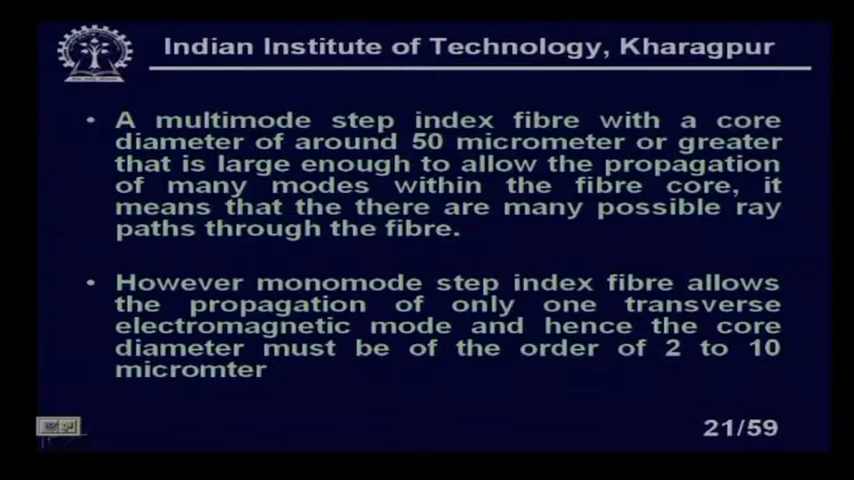 Indian Institute of Technology, Kharagpur
• A multimode step index fibre with a core
diameter of around 50 micrometer or greater
that is large enough to allow the propagation
of many modes within the fibre core, it
means that the there are many possible ray
paths through the fibre.
• However monomode step index fibre allows
the propagation of only one transverse
electromagnetic mode and hence the core
diameter must be of the order of 2 to 10
micromter
21/59